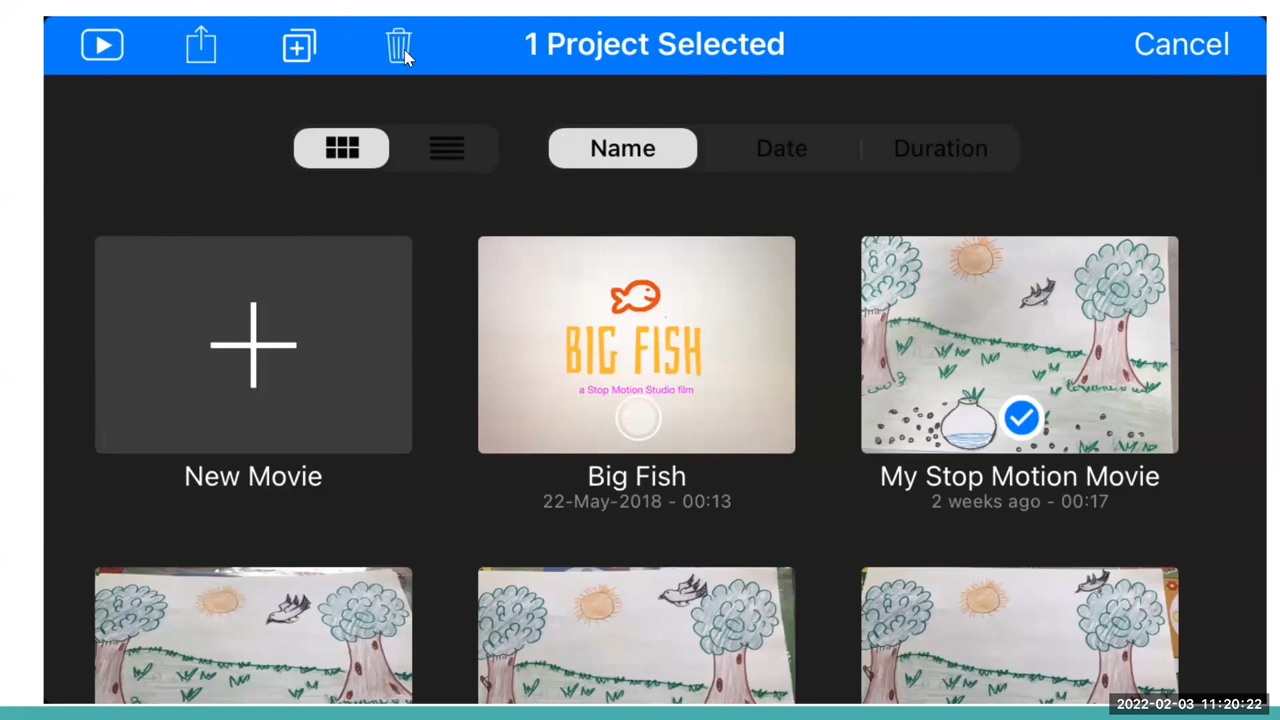 1 Project Selected
Cancel
Name
Date
Duration
BIG FISH
a Stop Motion Studio film
New Movie
Big Fish
22-May-2018 - 00:13
My Stop Motion Movie
2 weeks ago - 00:17
2022-02-03 11:20:22